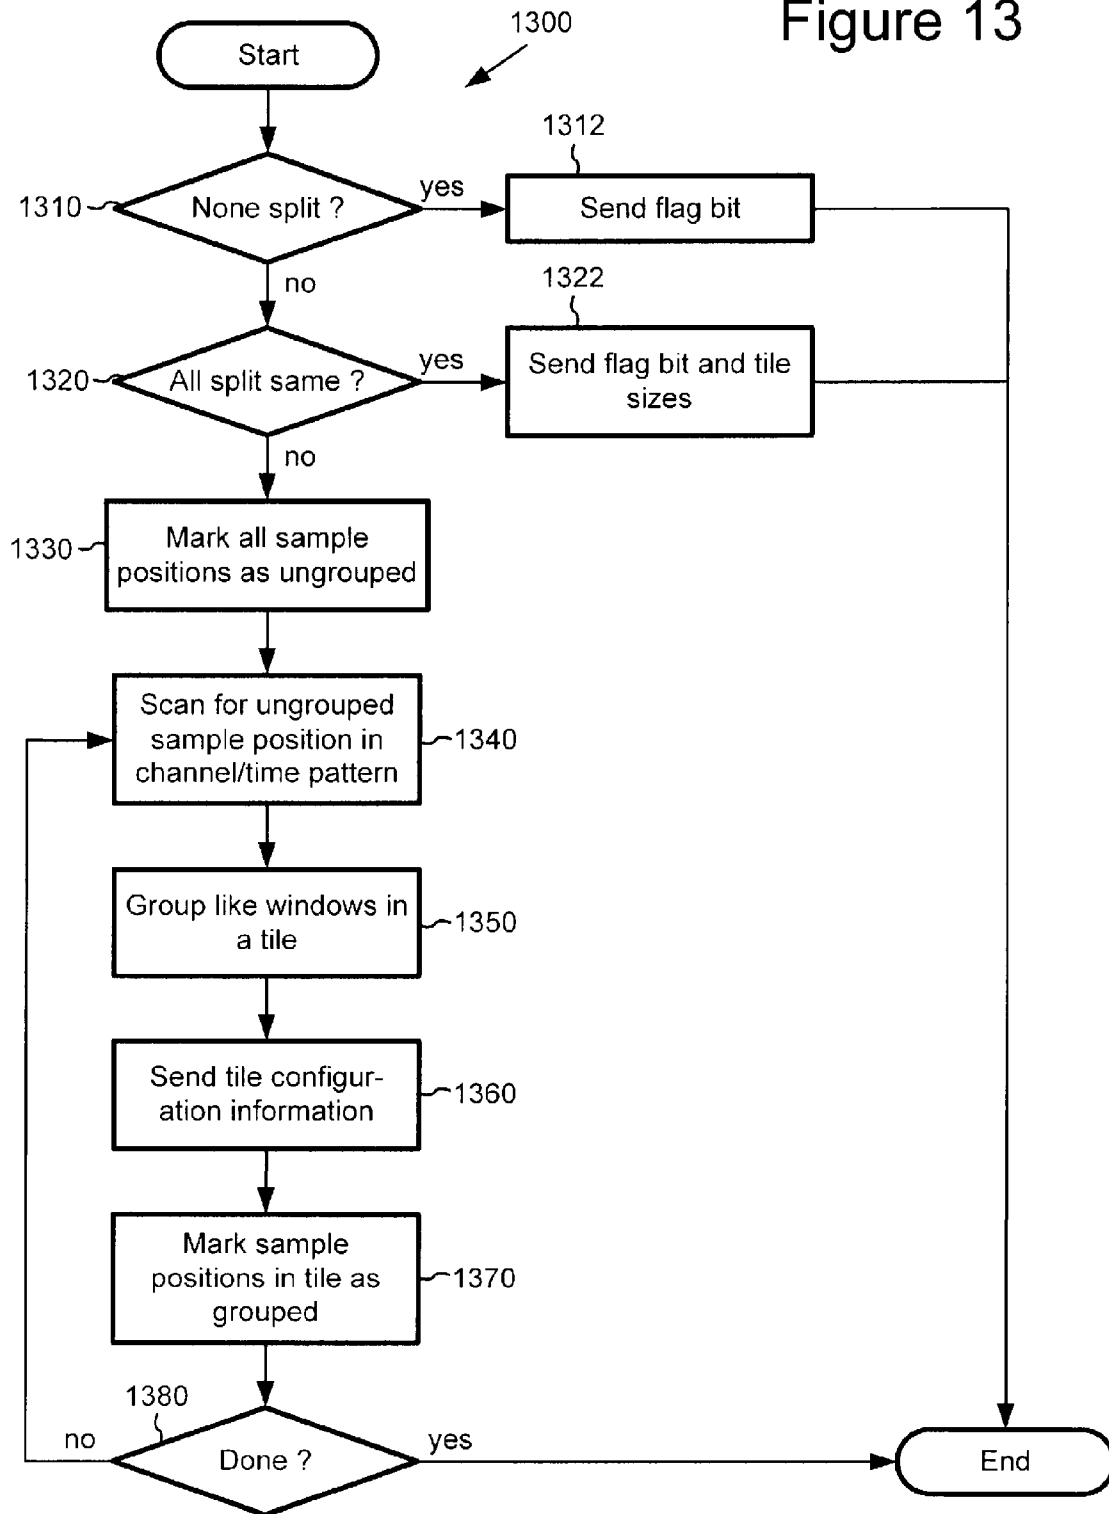 Figure 13
1300
Start
1310
None split ?
yes
1312
Send flag bit
no
1320
All split same ?
yes
1322
Send flag bit and tile
sizes
no
1330
Mark all sample
positions as ungrouped
Scan for ungrouped
sample position in
channel/time pattern
1340
Group like windows in
a tile
1350
Send tile configur-
ation information
1360
Mark sample
positions in tile as
grouped
1370
1380
no
Done ?
yes
End